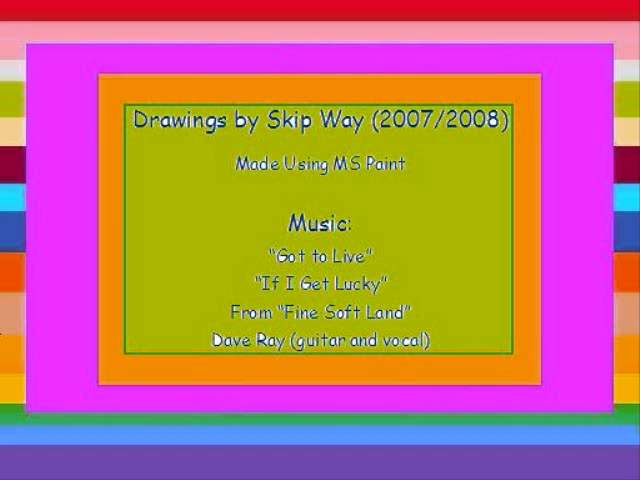 Drawings by Skip Way (2007/2008)
Made Using MS Paint
Music:
"Got to Live"
"If I Get Lucky"
From "Fine Soft Land"
Dave Ray (guitar and vocal)